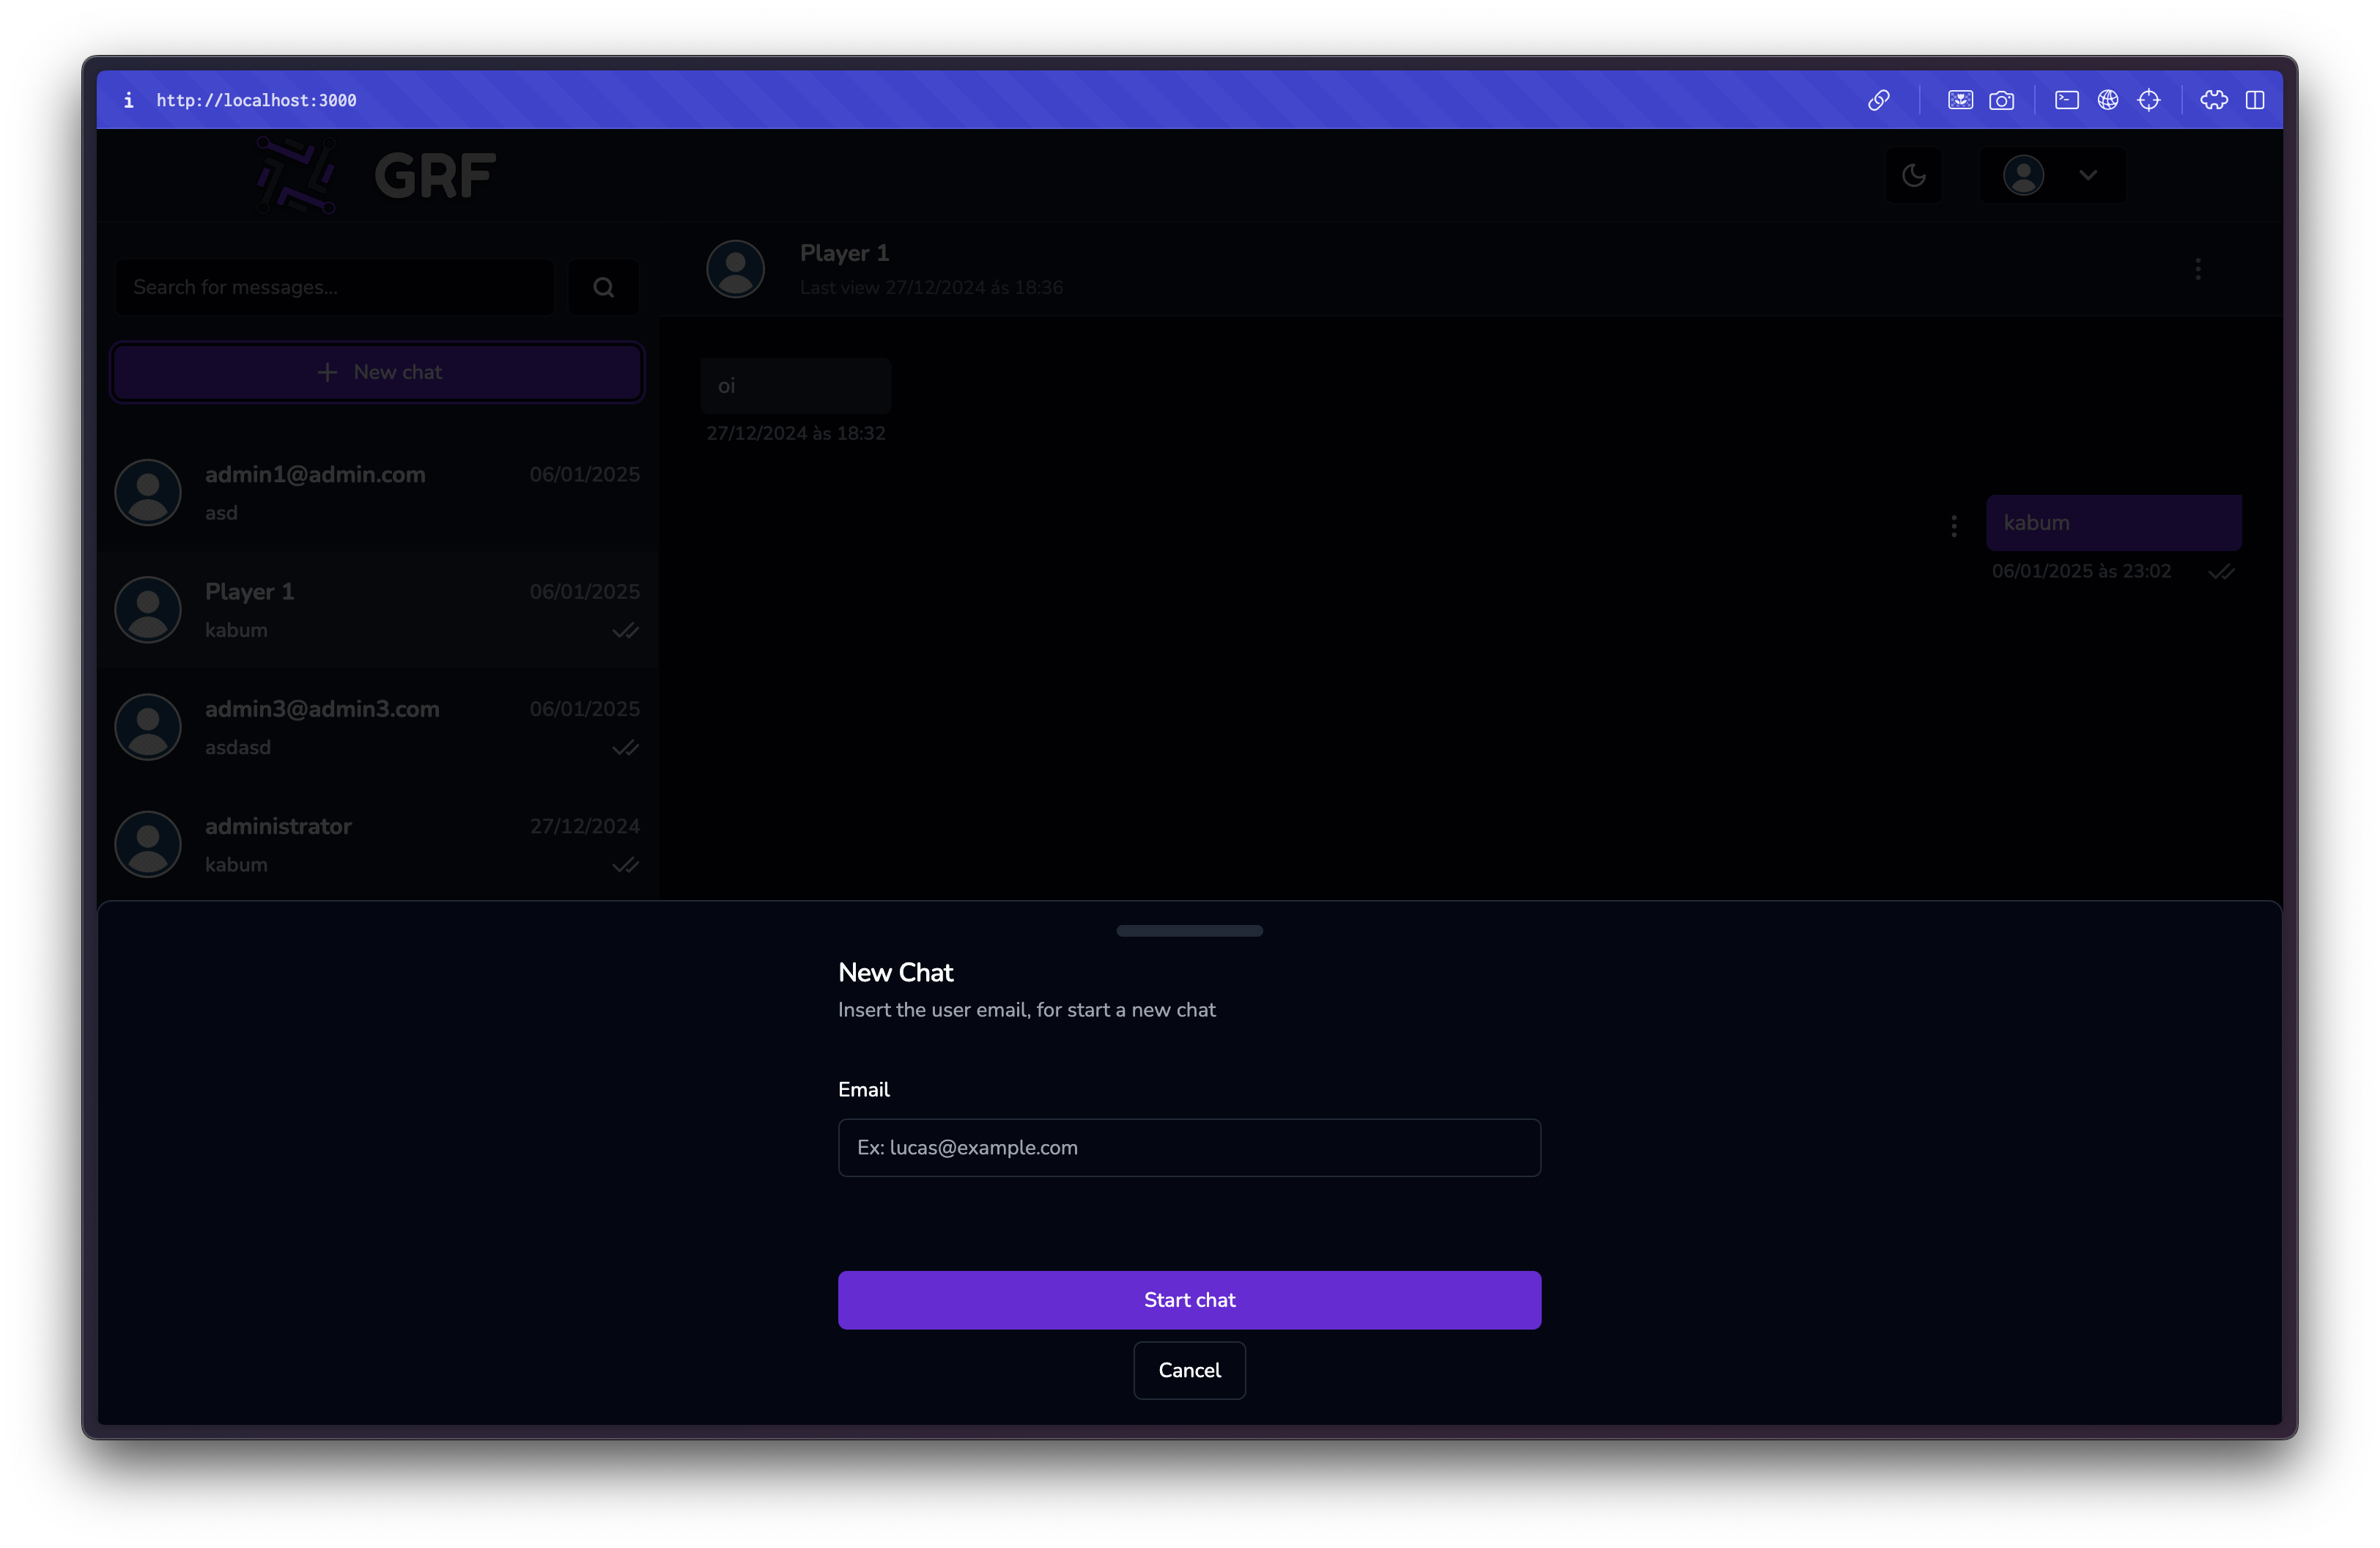 http://localhost:3000
GRF
Search for messages...
New chat
admin1@admin.com 06/01/2025
asd
Player 1 06/01/2025
kabum
admin3@admin3.com 06/01/2025
asdasd
administrator 27/12/2024
kabum
Player 1
Last view 27/12/2024 ás 18:36
oi
27/12/2024 às 18:32
kabum
06/01/2025 às 23:02
New Chat
Insert the user email, for start a new chat
Email
Ex: lucas@example.com
Start chat
Cancel